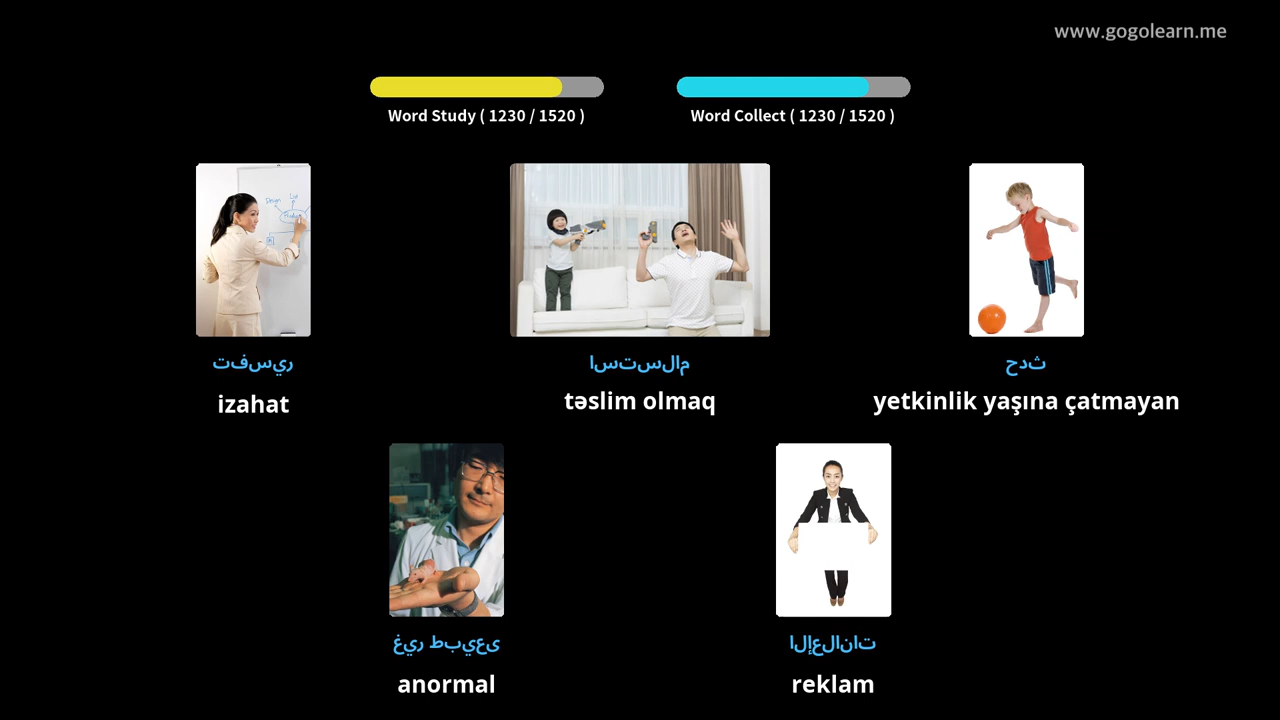 www.gogolearn.me
Word Study ( 1230 / 1520 )
Word Collect ( 1230 / 1520 )
تفسير
استسلام
حدث
izahat
təslim olmaq
yetkinlik yaşına çatmayan
غير طبيعى
الإعلانات
anormal
reklam